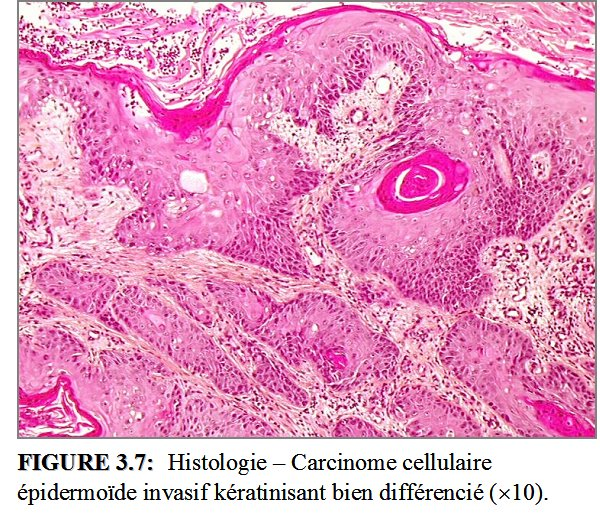 FIGURE 3.7: Histologie – Carcinome cellulaire
épidermoïde invasif kératinisant bien différencié (×10).